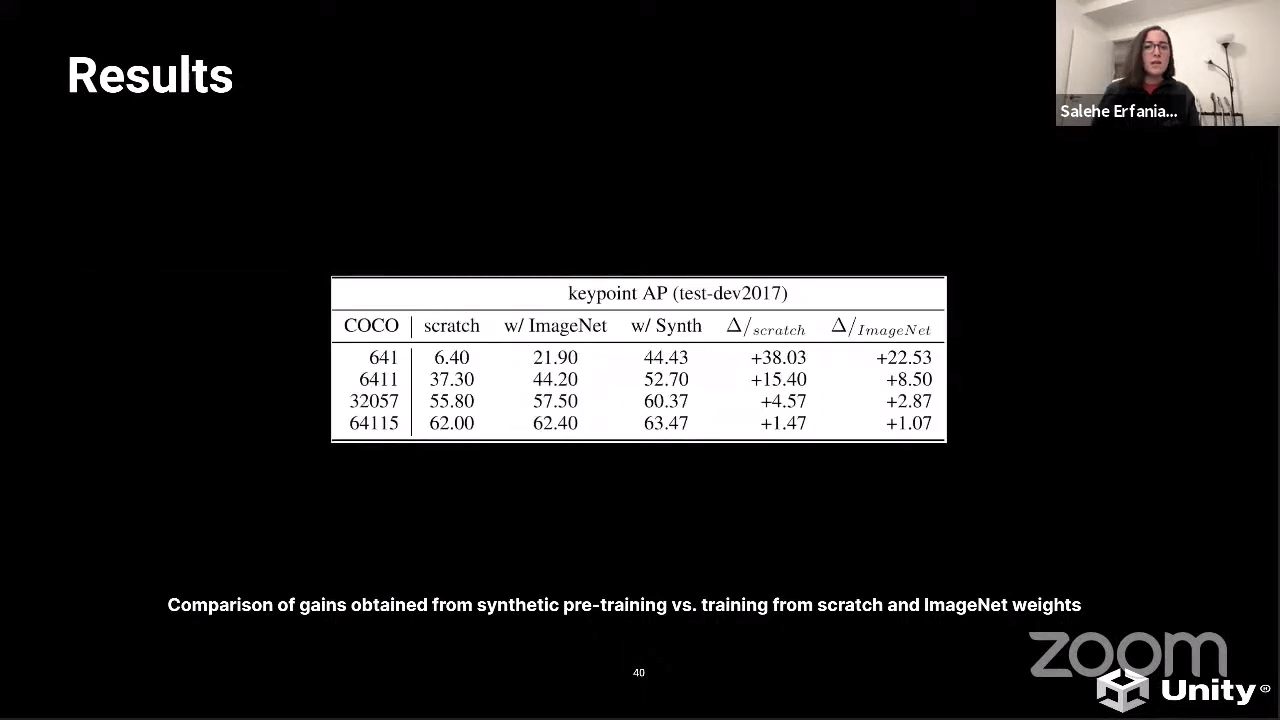 Results
Salehe Erfania...
keypoint AP (test-dev2017)
COCO scratch w/ ImageNet w/ Synth Δ/scratch Δ/ImageNet
641 6.40 21.90 44.43 +38.03 +22.53
6411 37.30 44.20 52.70 +15.40 +8.50
32057 55.80 57.50 60.37 +4.57 +2.87
64115 62.00 62.40 63.47 +1.47 +1.07
Comparison of gains obtained from synthetic pre-training vs. training from scratch and ImageNet weights
zoom
40
Unity®